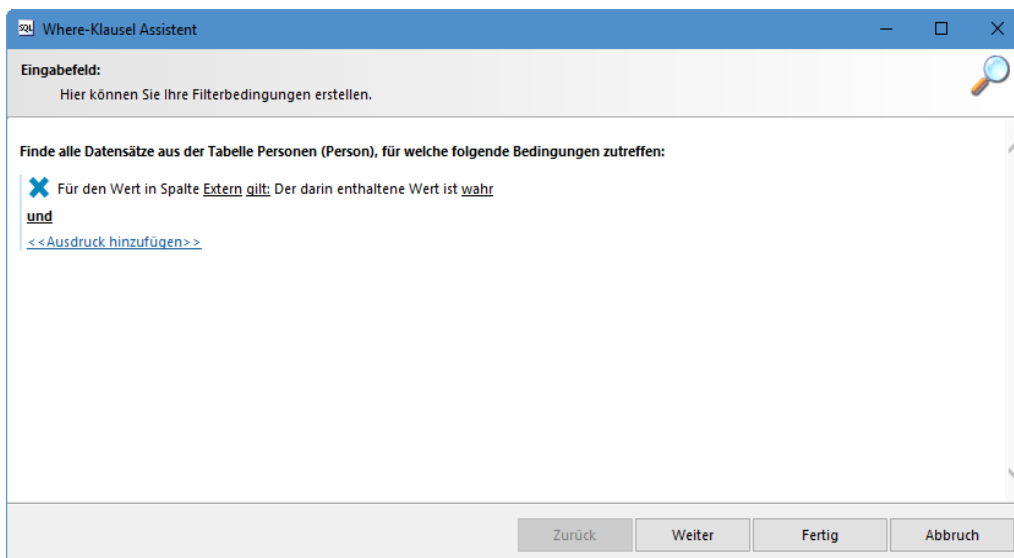 SQL Where-Klausel Assistent
Eingabefeld:
Hier können Sie Ihre Filterbedingungen erstellen.
Finde alle Datensätze aus der Tabelle Personen (Person), für welche folgende Bedingungen zutreffen:
Für den Wert in Spalte Extern gilt: Der darin enthaltene Wert ist wahr
und
<<Ausdruck hinzufügen>>
Zurück Weiter Fertig Abbruch